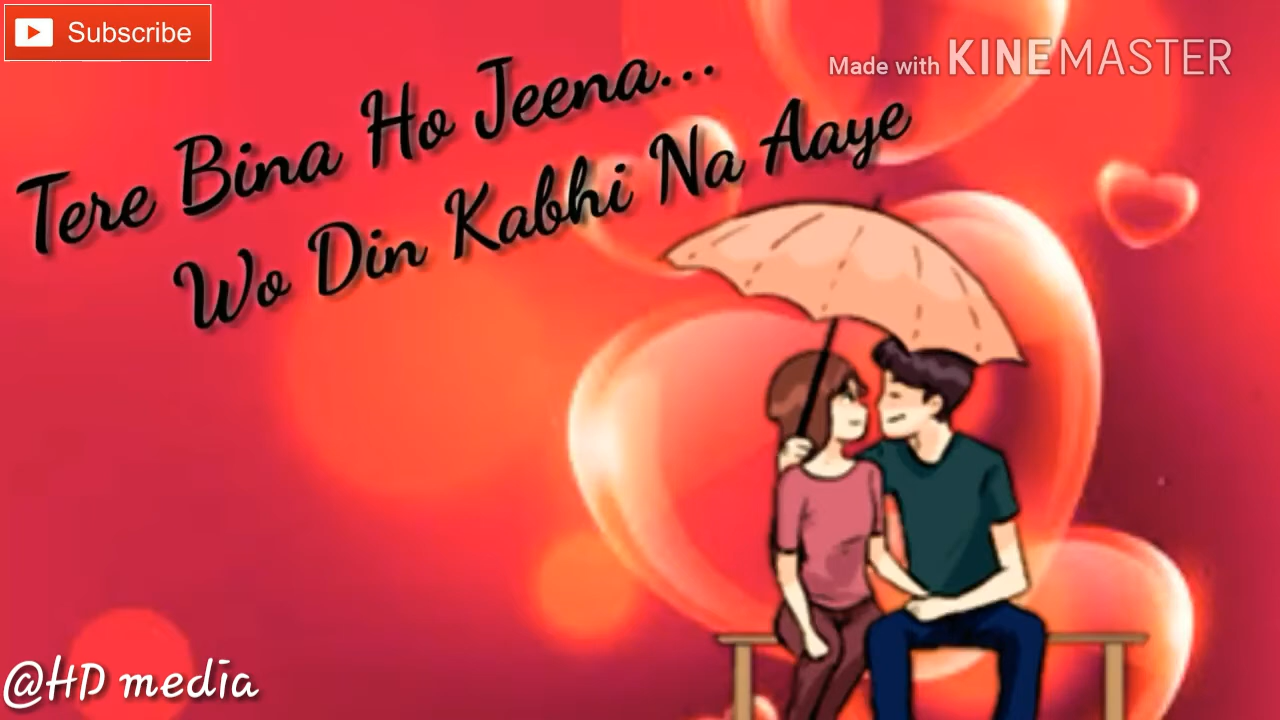 Subscribe
Made with KINEMASTER
Tere Bina Ho Jeena...
Wo Din Kabhi Na Aaye
@HD media